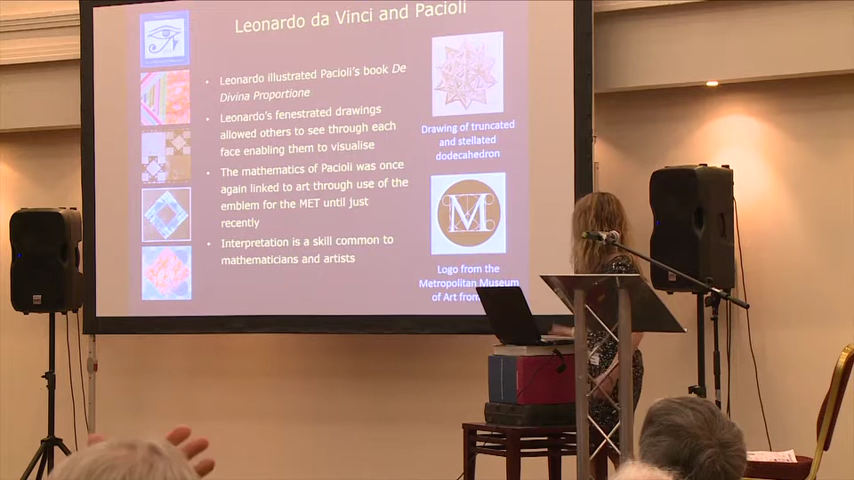 Leonardo da Vinci and Pacioli
• Leonardo illustrated Pacioli's book De
Divina Proportione
• Leonardo's fenestrated drawings
allowed others to see through each
face enabling them to visualise
• The mathematics of Pacioli was once
again linked to art through use of the
emblem for the MET until just
recently
• Interpretation is a skill common to
mathematicians and artists
Drawing of truncated
and stellated
dodecahedron
M
Logo from the
Metropolitan Museum
of Art from